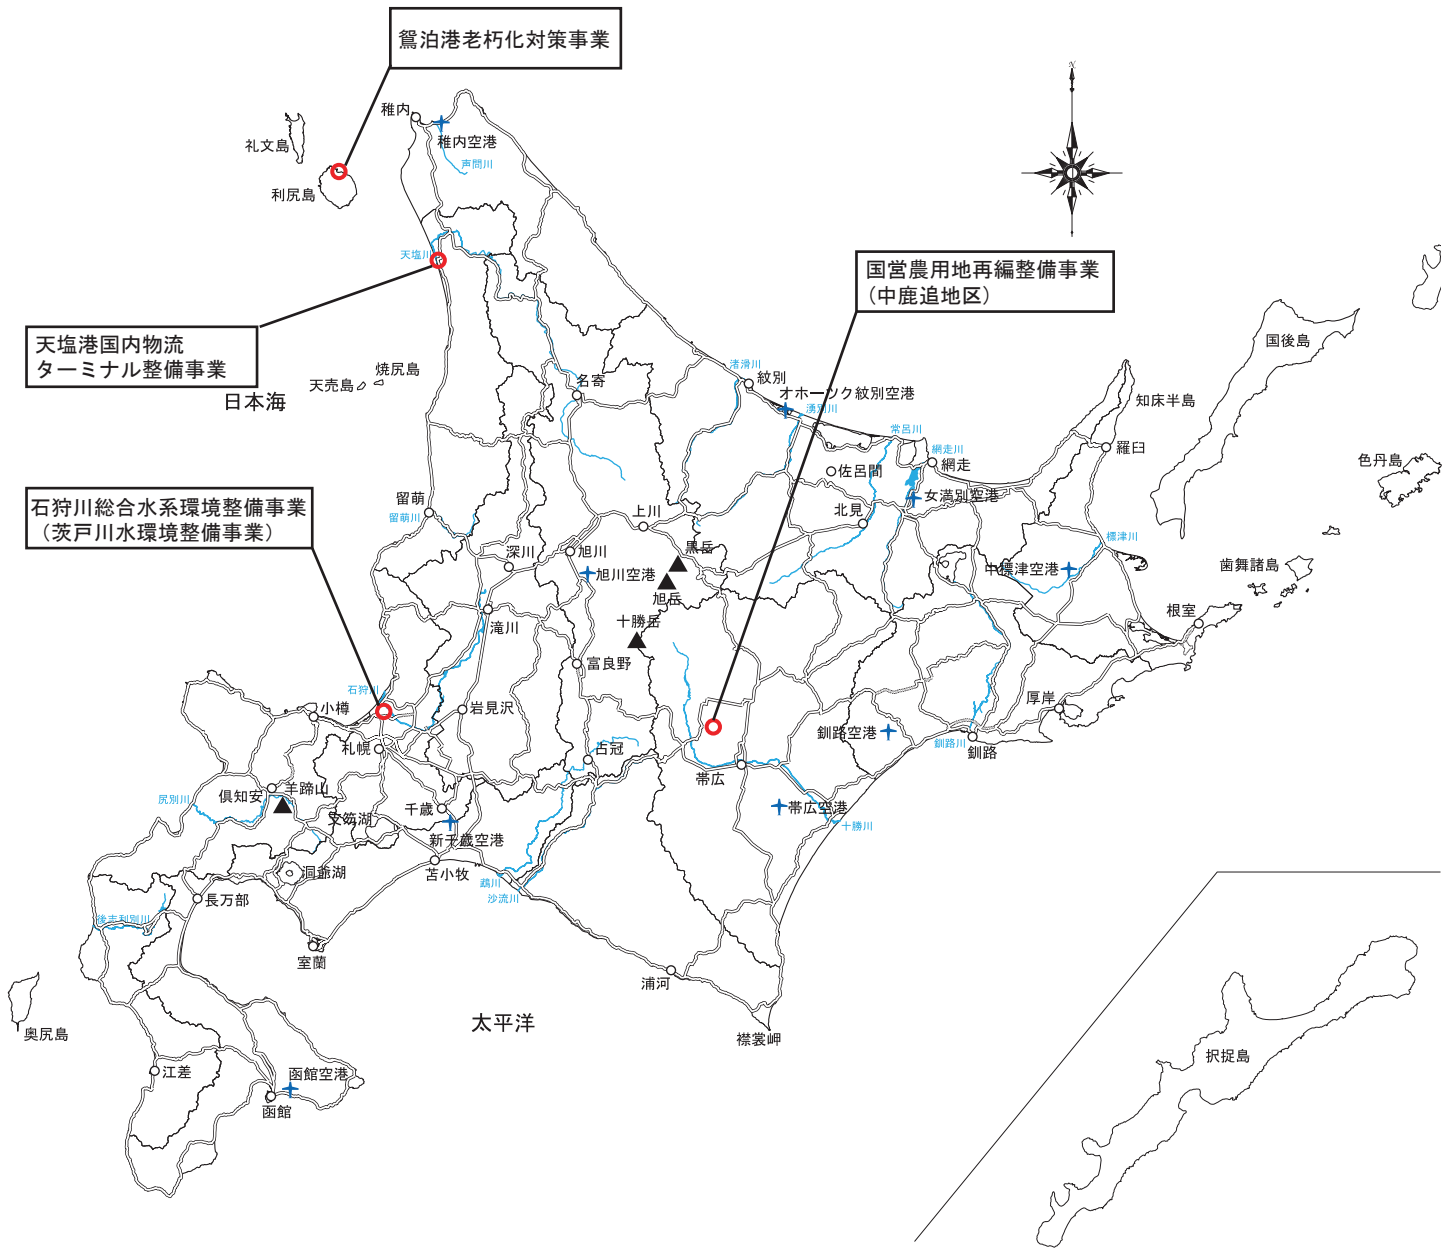 鴛泊港老朽化対策事業
N
稚内
稚内空港
礼文島
声問川
利尻島
天塩川
国営農用地再編整備事業
（中鹿追地区）
天塩港国内物流
ターミナル整備事業
国後島
焼尻島
天売島
日本海
名寄
渚滑川
紋別
オホーツク紋別空港
湧別川
知床半島
常呂川
羅臼
網走川
網走
色丹島
佐呂間
女満別空港
石狩川総合水系環境整備事業
（茨戸川水環境整備事業）
留萌
留萌川
上川
北見
標津川
深川
旭川
黒岳
旭川空港
中標津空港
歯舞諸島
旭岳
根室
十勝岳
滝川
富良野
石狩川
小樽
岩見沢
厚岸
釧路空港
釧路川
釧路
札幌
占冠
帯広
倶知安
羊蹄山
尻別川
支笏湖
千歳
帯広空港
十勝川
新千歳空港
洞爺湖
苫小牧
鵡川
沙流川
長万部
後志利別川
室蘭
浦河
奥尻島
太平洋
襟裳岬
択捉島
江差
函館空港
函館